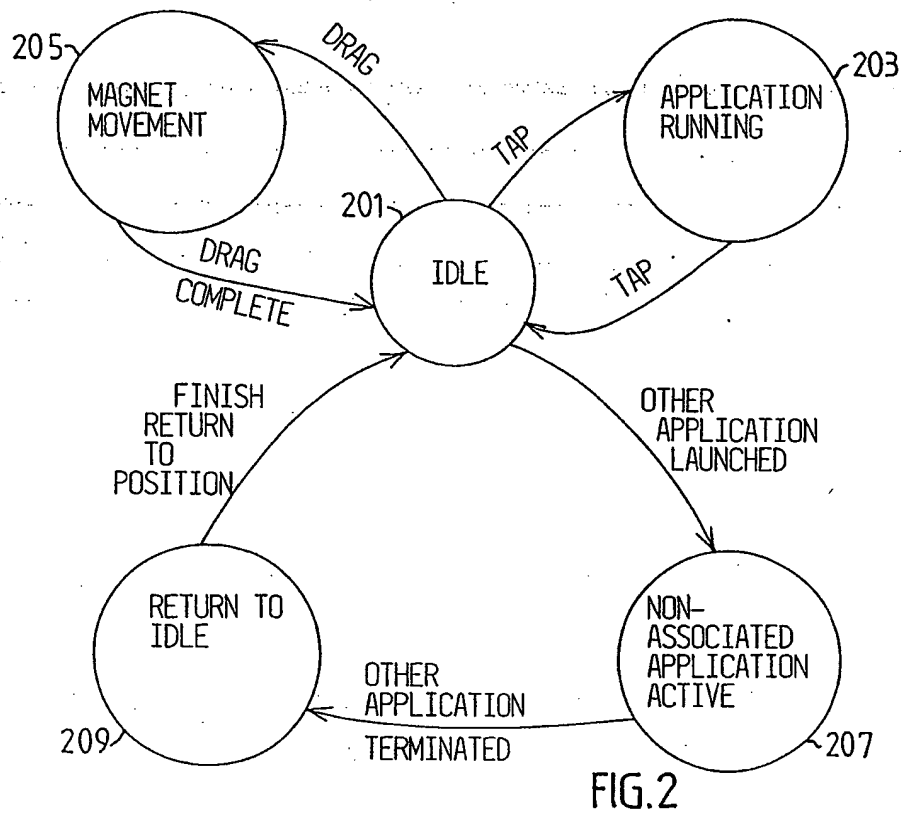 205
MAGNET
MOVEMENT
DRAG
203
APPLICATION
RUNNING
TAP
201
IDLE
DRAG
COMPLETE
TAP
FINISH
RETURN
TO
POSITION
OTHER
APPLICATION
LAUNCHED
RETURN TO
IDLE
209
OTHER
APPLICATION
TERMINATED
NON-
ASSOCIATED
APPLICATION
ACTIVE
207
FIG.2